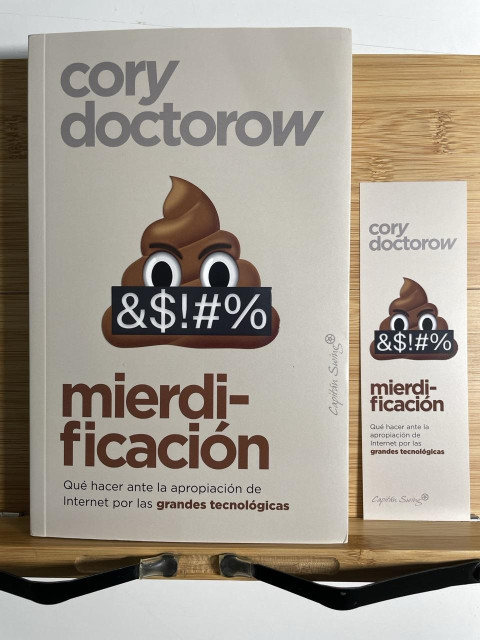 cory
doctorow
&$!#%
Capitán Swing
mierdi-
ficación
Qué hacer ante la apropiación de
Internet por las grandes tecnológicas
cory
doctorow
&$!#%
mierdi-
ficación
Qué hacer ante la
apropiación de
Internet por las
grandes tecnológicas
Capitán Swing